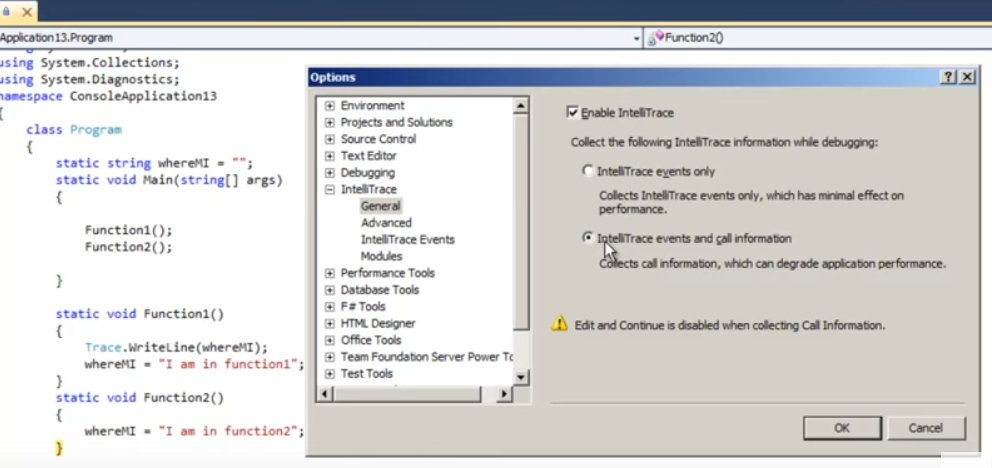 Application13.Program
Function2()
using System.Collections;
using System.Diagnostics;
namespace ConsoleApplication13
{
class Program
{
static string whereMI = "";
static void Main(string[] args)
{
Function1();
Function2();
}
static void Function1()
{
Trace.WriteLine(whereMI);
whereMI = "I am in function1";
}
static void Function2()
{
whereMI = "I am in function2";
}
Options
Environment
Projects and Solutions
Source Control
Text Editor
Debugging
IntelliTrace
General
Advanced
IntelliTrace Events
Modules
Performance Tools
Database Tools
F# Tools
HTML Designer
Office Tools
Team Foundation Server Power To
Test Tools
Enable IntelliTrace
Collect the following IntelliTrace information while debugging:
IntelliTrace events only
Collects IntelliTrace events only, which has minimal effect on
performance.
IntelliTrace events and call information
Collects call information, which can degrade application performance.
Edit and Continue is disabled when collecting Call Information.
OK
Cancel